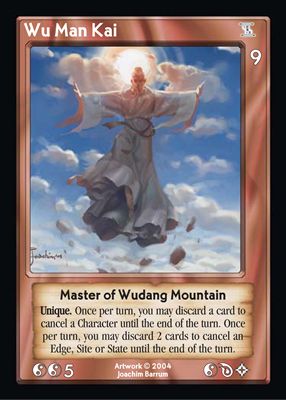 Wu Man Kai
9
Master of Wudang Mountain
Unique. Once per turn, you may discard a card to
cancel a Character until the end of the turn. Once
per turn, you may discard 2 cards to cancel an
Edge, Site or State until the end of the turn.
5
Artwork © 2004
Joachim Barrum